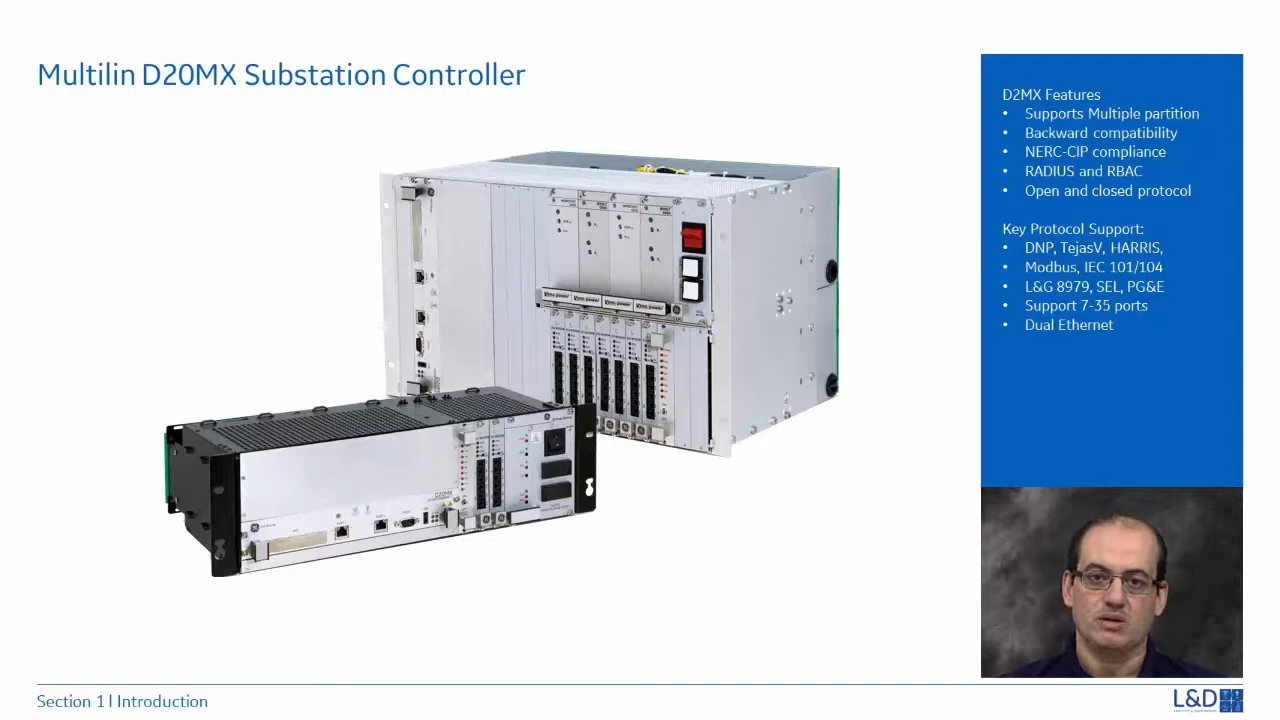 Multilin D20MX Substation Controller
D2MX Features
• Supports Multiple partition
• Backward compatibility
• NERC-CIP compliance
• RADIUS and RBAC
• Open and closed protocol
Key Protocol Support:
• DNP, TejasV, HARRIS,
• Modbus, IEC 101/104
• L&G 8979, SEL, PG&E
• Support 7-35 ports
• Dual Ethernet
D20MX
Section 1 I Introduction
L&D